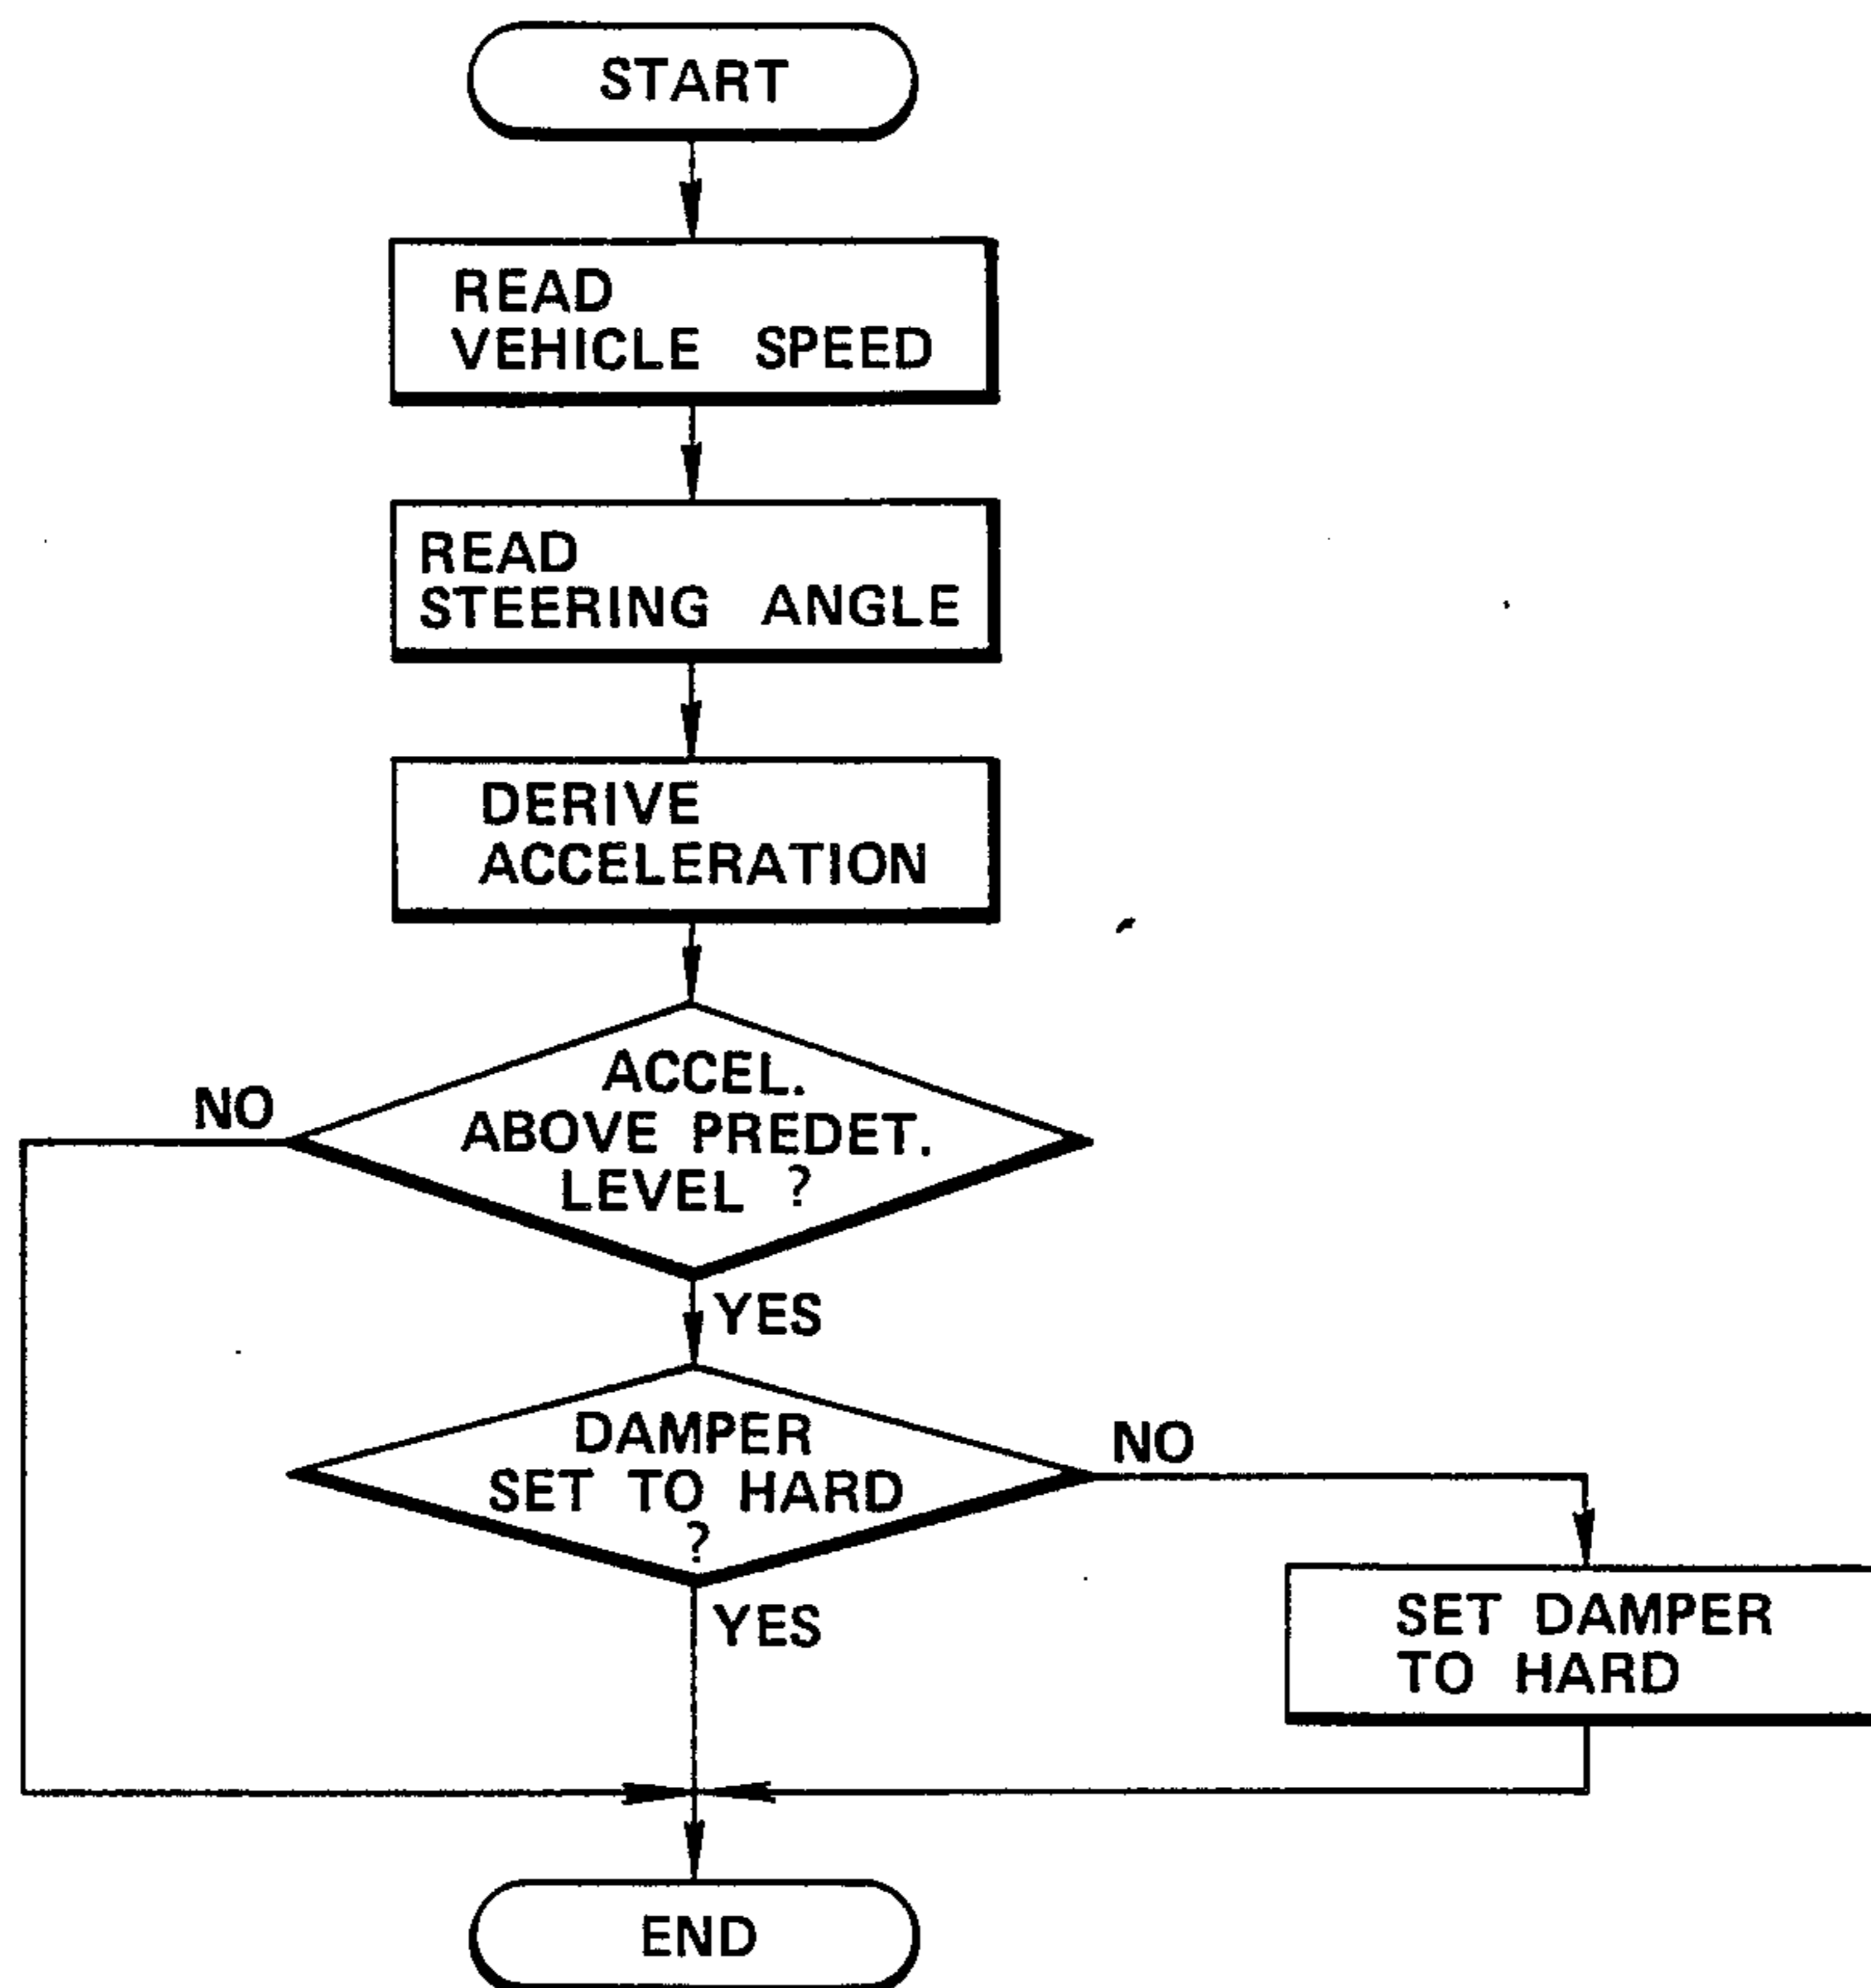 START
READ
VEHICLE SPEED
READ
STEERING ANGLE
DERIVE
ACCELERATION
NO
ACCEL.
ABOVE PREDET.
LEVEL ?
YES
DAMPER
SET TO HARD
?
NO
YES
SET DAMPER
TO HARD
END